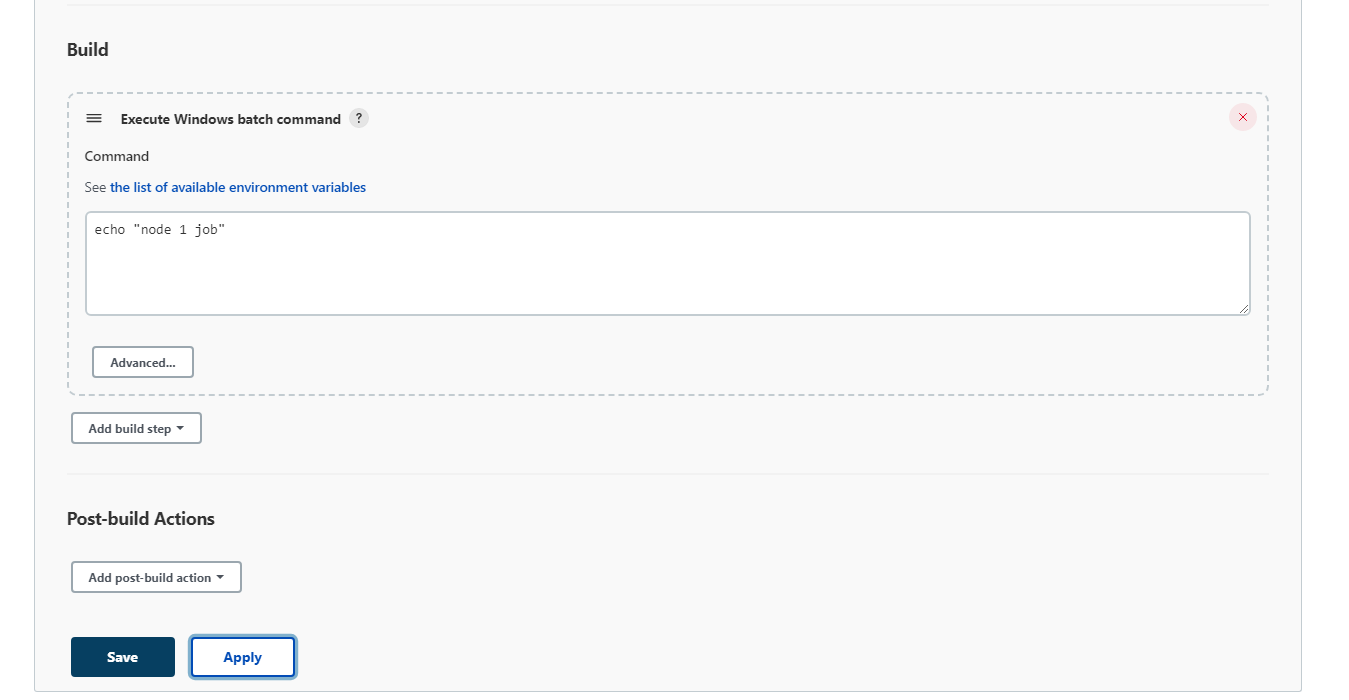 Build
Execute Windows batch command ?
Command
See the list of available environment variables
echo "node 1 job"
Advanced...
Add build step
Post-build Actions
Add post-build action
Save Apply